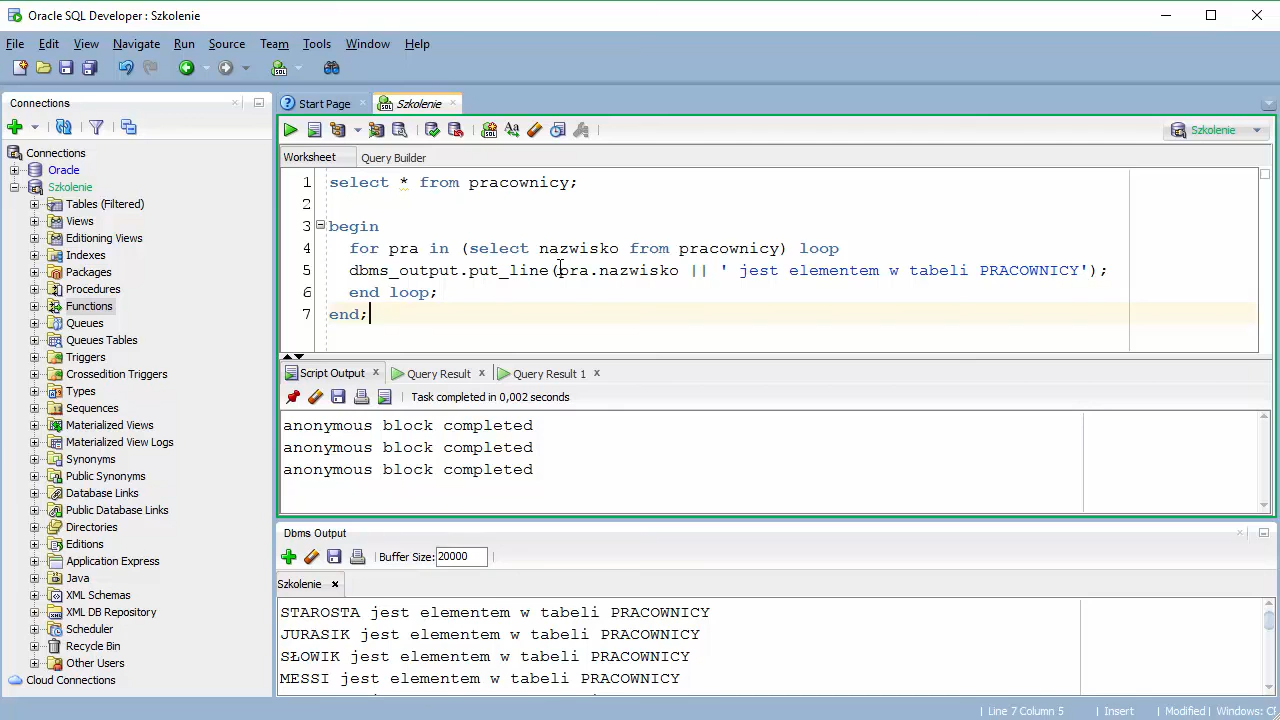 Oracle SQL Developer : Szkolenie
File Edit View Navigate Run Source Team Tools Window Help
Connections
Start Page
Szkolenie
Szkolenie
Worksheet Query Builder
Connections
Oracle
Szkolenie
Tables (Filtered)
Views
Editioning Views
Indexes
Packages
Procedures
Functions
Queues
Queues Tables
Triggers
Crossedition Triggers
Types
Sequences
Materialized Views
Materialized View Logs
Synonyms
Public Synonyms
Database Links
Public Database Links
Directories
Editions
Application Express
Java
XML Schemas
XML DB Repository
Scheduler
Recycle Bin
Other Users
Cloud Connections
1 select * from pracownicy;
2
3 begin
4 for pra in (select nazwisko from pracownicy) loop
5 dbms_output.put_line(pra.nazwisko || ' jest elementem w tabeli PRACOWNICY');
6 end loop;
7 end;
Script Output Query Result Query Result 1
Task completed in 0,002 seconds
anonymous block completed
anonymous block completed
anonymous block completed
Dbms Output
Buffer Size: 20000
Szkolenie
STAROSTA jest elementem w tabeli PRACOWNICY
JURASIK jest elementem w tabeli PRACOWNICY
SŁOWIK jest elementem w tabeli PRACOWNICY
MESSI jest elementem w tabeli PRACOWNICY
Line 7 Column 5 Insert Modified Windows: